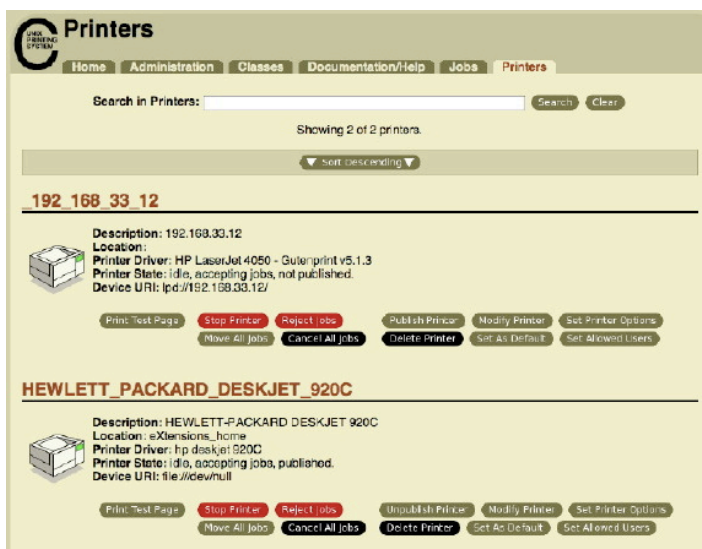 UNIX
PRINTING
SYSTEM
Printers
Home Administration Classes Documentation/Help Jobs Printers
Search in Printers: Search Clear
Showing 2 of 2 printers.
▼ Sort Descending ▼
_192_168_33_12
Description: 192.168.33.12
Location:
Printer Driver: HP LaserJet 4050 - Gutenprint v5.1.3
Printer State: idle, accepting jobs, not published.
Device URI: lpd://192.168.33.12/
Print Test Page Stop Printer Reject Jobs Publish Printer Modify Printer Set Printer Options
Move All Jobs Cancel All Jobs Delete Printer Set As Default Set Allowed Users
HEWLETT_PACKARD_DESKJET_920C
Description: HEWLETT-PACKARD DESKJET 920C
Location: eXtensions_home
Printer Driver: hp deskjet 920C
Printer State: idle, accepting jobs, published.
Device URI: file:///dev/null
Print Test Page Stop Printer Reject Jobs Unpublish Printer Modify Printer Set Printer Options
Move All Jobs Cancel All Jobs Delete Printer Set As Default Set Allowed Users